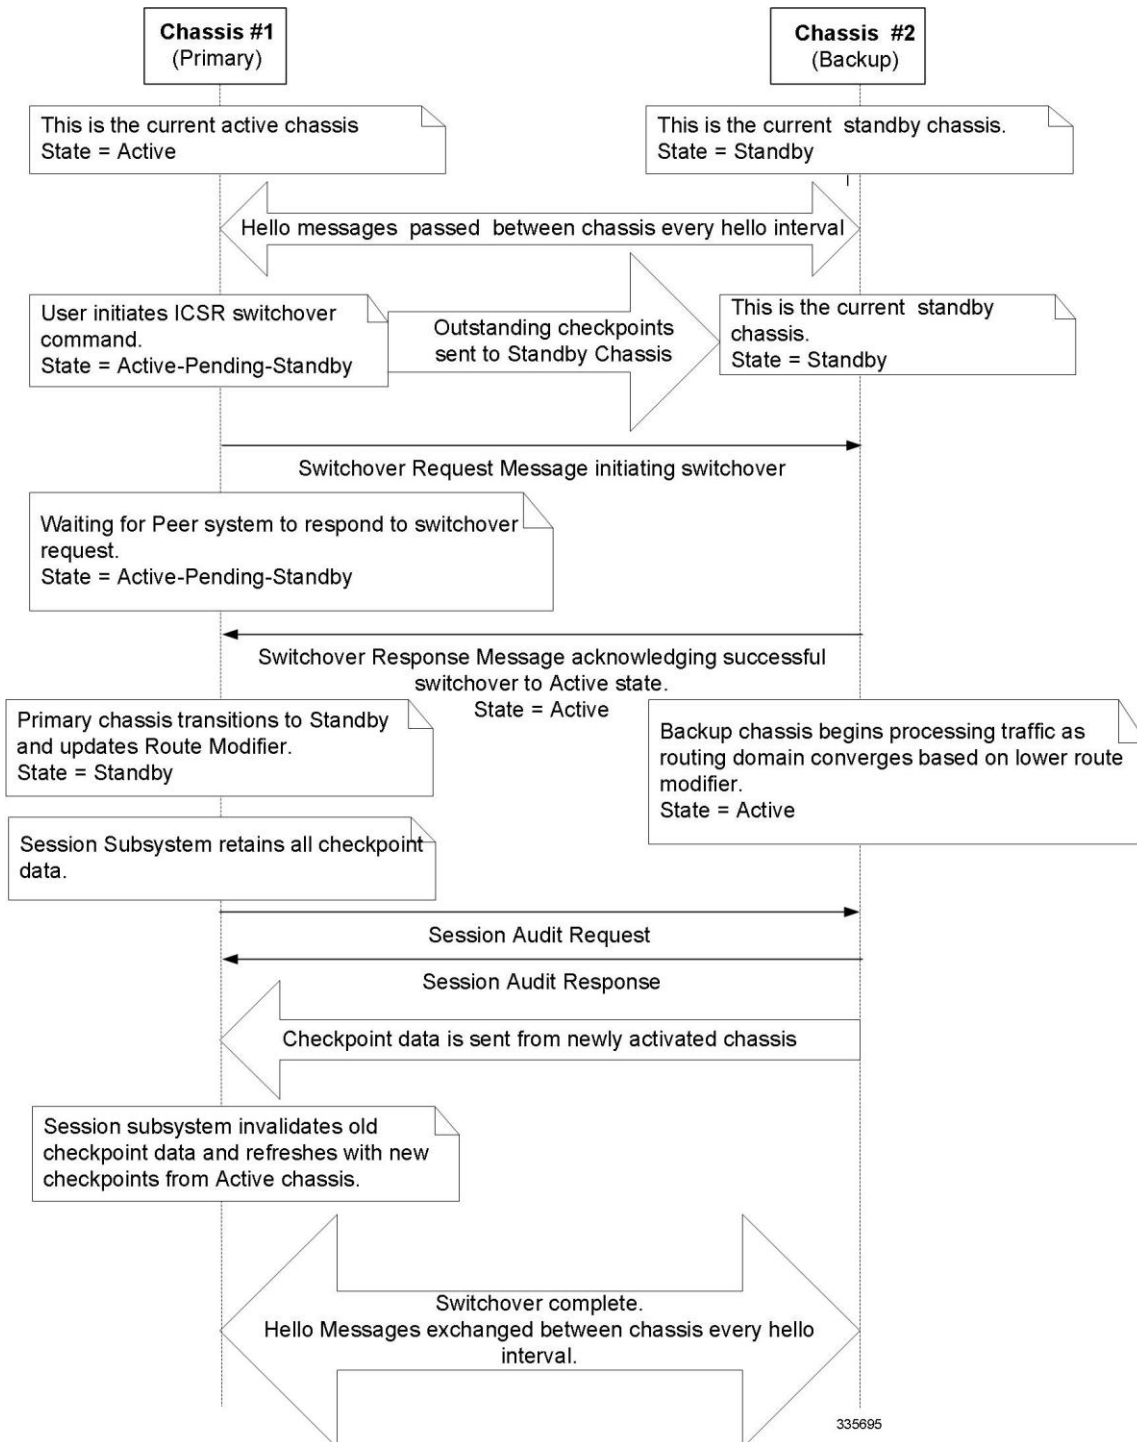 Chassis #1
(Primary)
Chassis #2
(Backup)
This is the current active chassis
State = Active
This is the current standby chassis.
State = Standby
Hello messages passed between chassis every hello interval
User initiates ICSR switchover
command.
State = Active-Pending-Standby
Outstanding checkpoints
sent to Standby Chassis
This is the current standby
chassis.
State = Standby
Switchover Request Message initiating switchover
Waiting for Peer system to respond to switchover
request.
State = Active-Pending-Standby
Switchover Response Message acknowledging successful
switchover to Active state.
State = Active
Primary chassis transitions to Standby
and updates Route Modifier.
State = Standby
Backup chassis begins processing traffic as
routing domain converges based on lower route
modifier.
State = Active
Session Subsystem retains all checkpoint
data.
Session Audit Request
Session Audit Response
Checkpoint data is sent from newly activated chassis
Session subsystem invalidates old
checkpoint data and refreshes with new
checkpoints from Active chassis.
Switchover complete.
Hello Messages exchanged between chassis every hello
interval.
335695